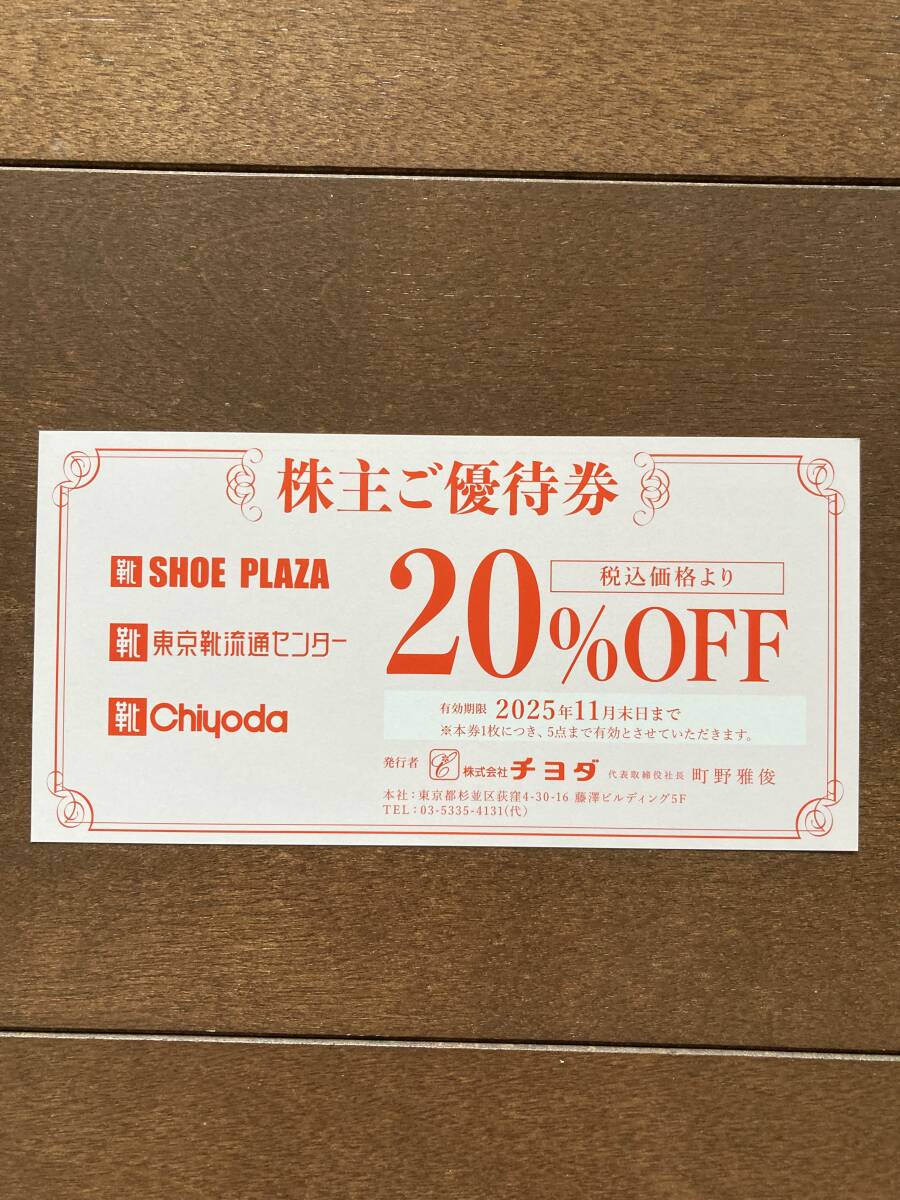 株主ご優待券
靴 SHOE PLAZA
靴 東京靴流通センター
靴 Chiyoda
税込価格より
20%OFF
有効期限 2025年11月末日まで
※本券1枚につき、5点まで有効とさせていただきます。
発行者 株式会社チヨダ 代表取締役社長 町野雅俊
本社：東京都杉並区荻窪4-30-16 藤澤ビルディング5F
TEL：03-5335-4131(代)